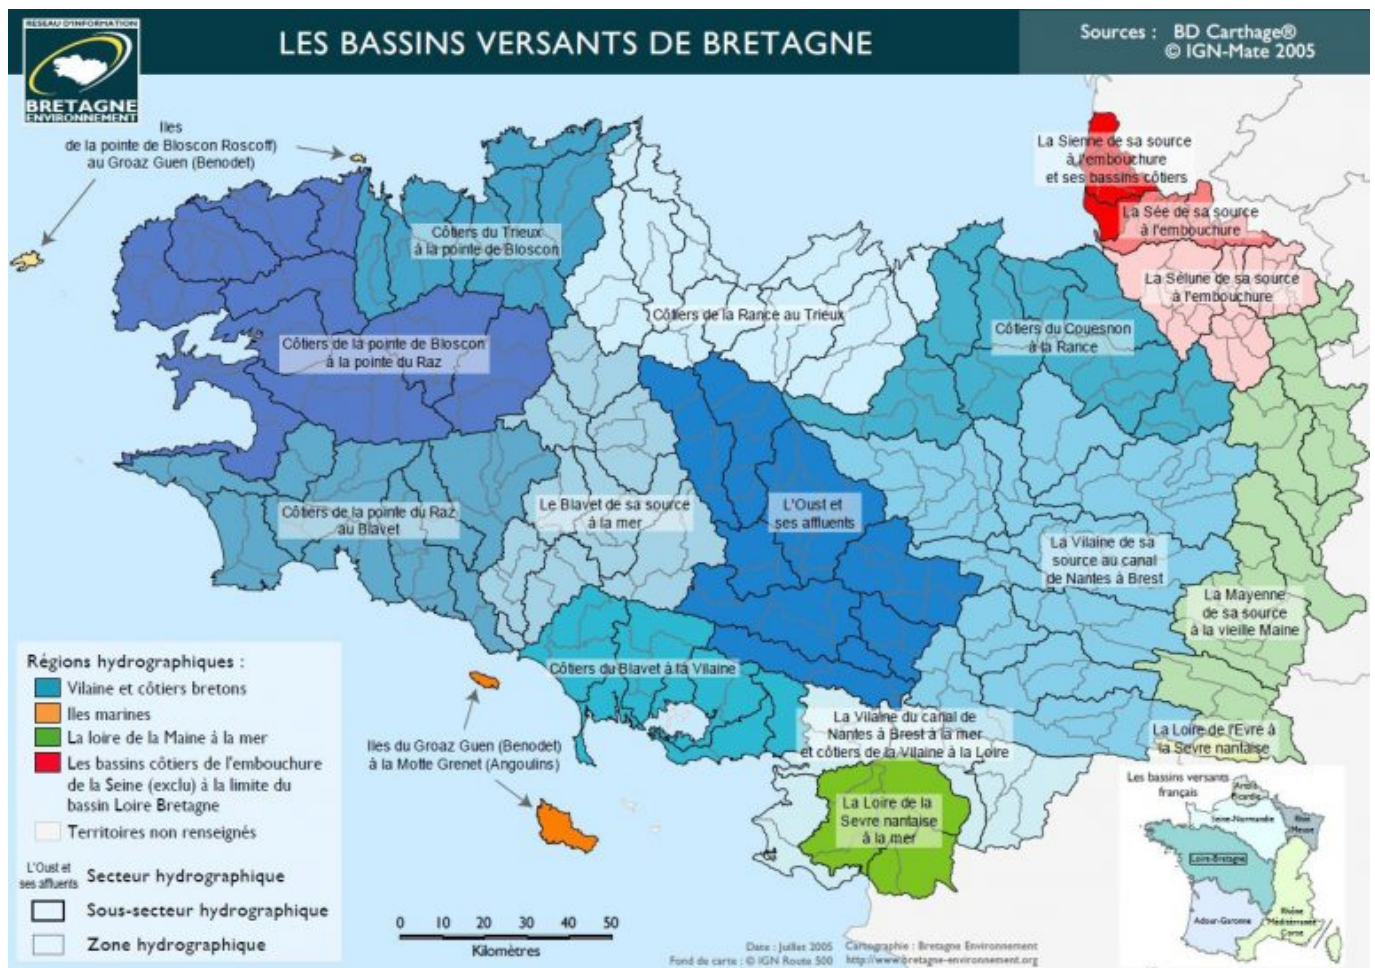 RESEAU D'INFORMATION
BRETAGNE
ENVIRONNEMENT
LES BASSINS VERSANTS DE BRETAGNE
Sources : BD Carthage®
© IGN-Mate 2005
Iles
de la pointe de Bloscon Roscoff)
au Groaz Guen (Benodet)
La Sienne de sa source
à l'embouchure
et ses bassins côtiers
La Sée de sa source
à l'embouchure
Côtiers du Trieux
à la pointe de Bloscon
La Sélune de sa source
à l'embouchure
Côtiers de la Rance au Trieux
Côtiers du Couesnon
à la Rance
Côtiers de la pointe de Bloscon
à la pointe du Raz
Côtiers de la pointe du Raz
au Blavet
Le Blavet de sa source
à la mer
L'Oust et
ses affluents
La Vilaine de sa
source au canal
de Nantes à Brest
La Mayenne
de sa source
à la vieille Maine
Côtiers du Blavet à la Vilaine
La Vilaine du canal de
Nantes à Brest à la mer
et côtiers de la Vilaine à la Loire
La Loire de l'Evre à
la Sevre nantaise
Iles du Groaz Guen (Benodet)
à la Motte Grenet (Angoulins)
La Loire de la
Sevre nantaise
à la mer
Régions hydrographiques :
Vilaine et côtiers bretons
Iles marines
La loire de la Maine à la mer
Les bassins côtiers de l'embouchure
de la Seine (exclu) à la limite du
bassin Loire Bretagne
Territoires non renseignés
L'Oust et
ses affluents
Secteur hydrographique
Sous-secteur hydrographique
Zone hydrographique
0 10 20 30 40 50
Kilomètres
Date : Juillet 2005 Cartographie : Bretagne Environnement
Fond de carte : © IGN Route 500 http://www.bretagne-environnement.org
Les bassins versants
français
Artois
Picardie
Seine-Normandie
Rhin
Meuse
Loire-Bretagne
Adour-Garonne
Rhône
Méditerranée
Corse